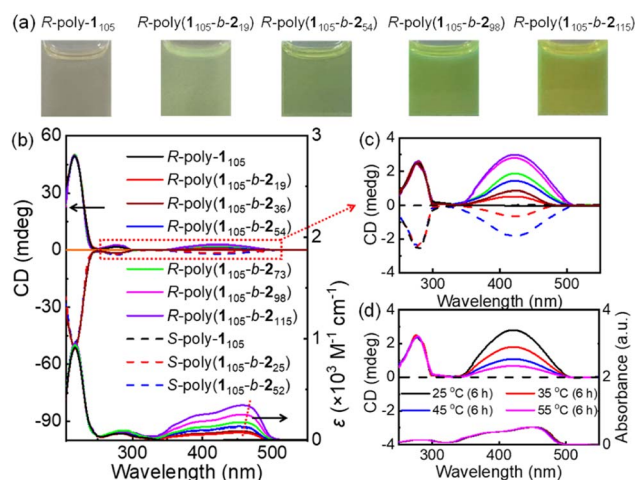 (a) R-poly-1₁₀₅ R-poly(1₁₀₅-b-2₁₉) R-poly(1₁₀₅-b-2₅₄) R-poly(1₁₀₅-b-2₉₈) R-poly(1₁₀₅-b-2₁₁₅)
(b)
60
30
0
-30
-60
-90
CD (mdeg)
R-poly-1₁₀₅
R-poly(1₁₀₅-b-2₁₉)
R-poly(1₁₀₅-b-2₃₆)
R-poly(1₁₀₅-b-2₅₄)
R-poly(1₁₀₅-b-2₇₃)
R-poly(1₁₀₅-b-2₉₈)
R-poly(1₁₀₅-b-2₁₁₅)
S-poly-1₁₀₅
S-poly(1₁₀₅-b-2₂₅)
S-poly(1₁₀₅-b-2₅₂)
3
2
1
0
ε (×10³ M⁻¹ cm⁻¹)
300 400 500
Wavelength (nm)
(c)
4
2
0
-2
-4
CD (medg)
300 400 500
Wavelength (nm)
(d)
4
2
0
-2
-4
CD (mdeg)
25 °C (6 h) 35 °C (6 h)
45 °C (6 h) 55 °C (6 h)
3
2
1
0
Absorbance (a.u.)
300 400 500
Wavelength (nm)